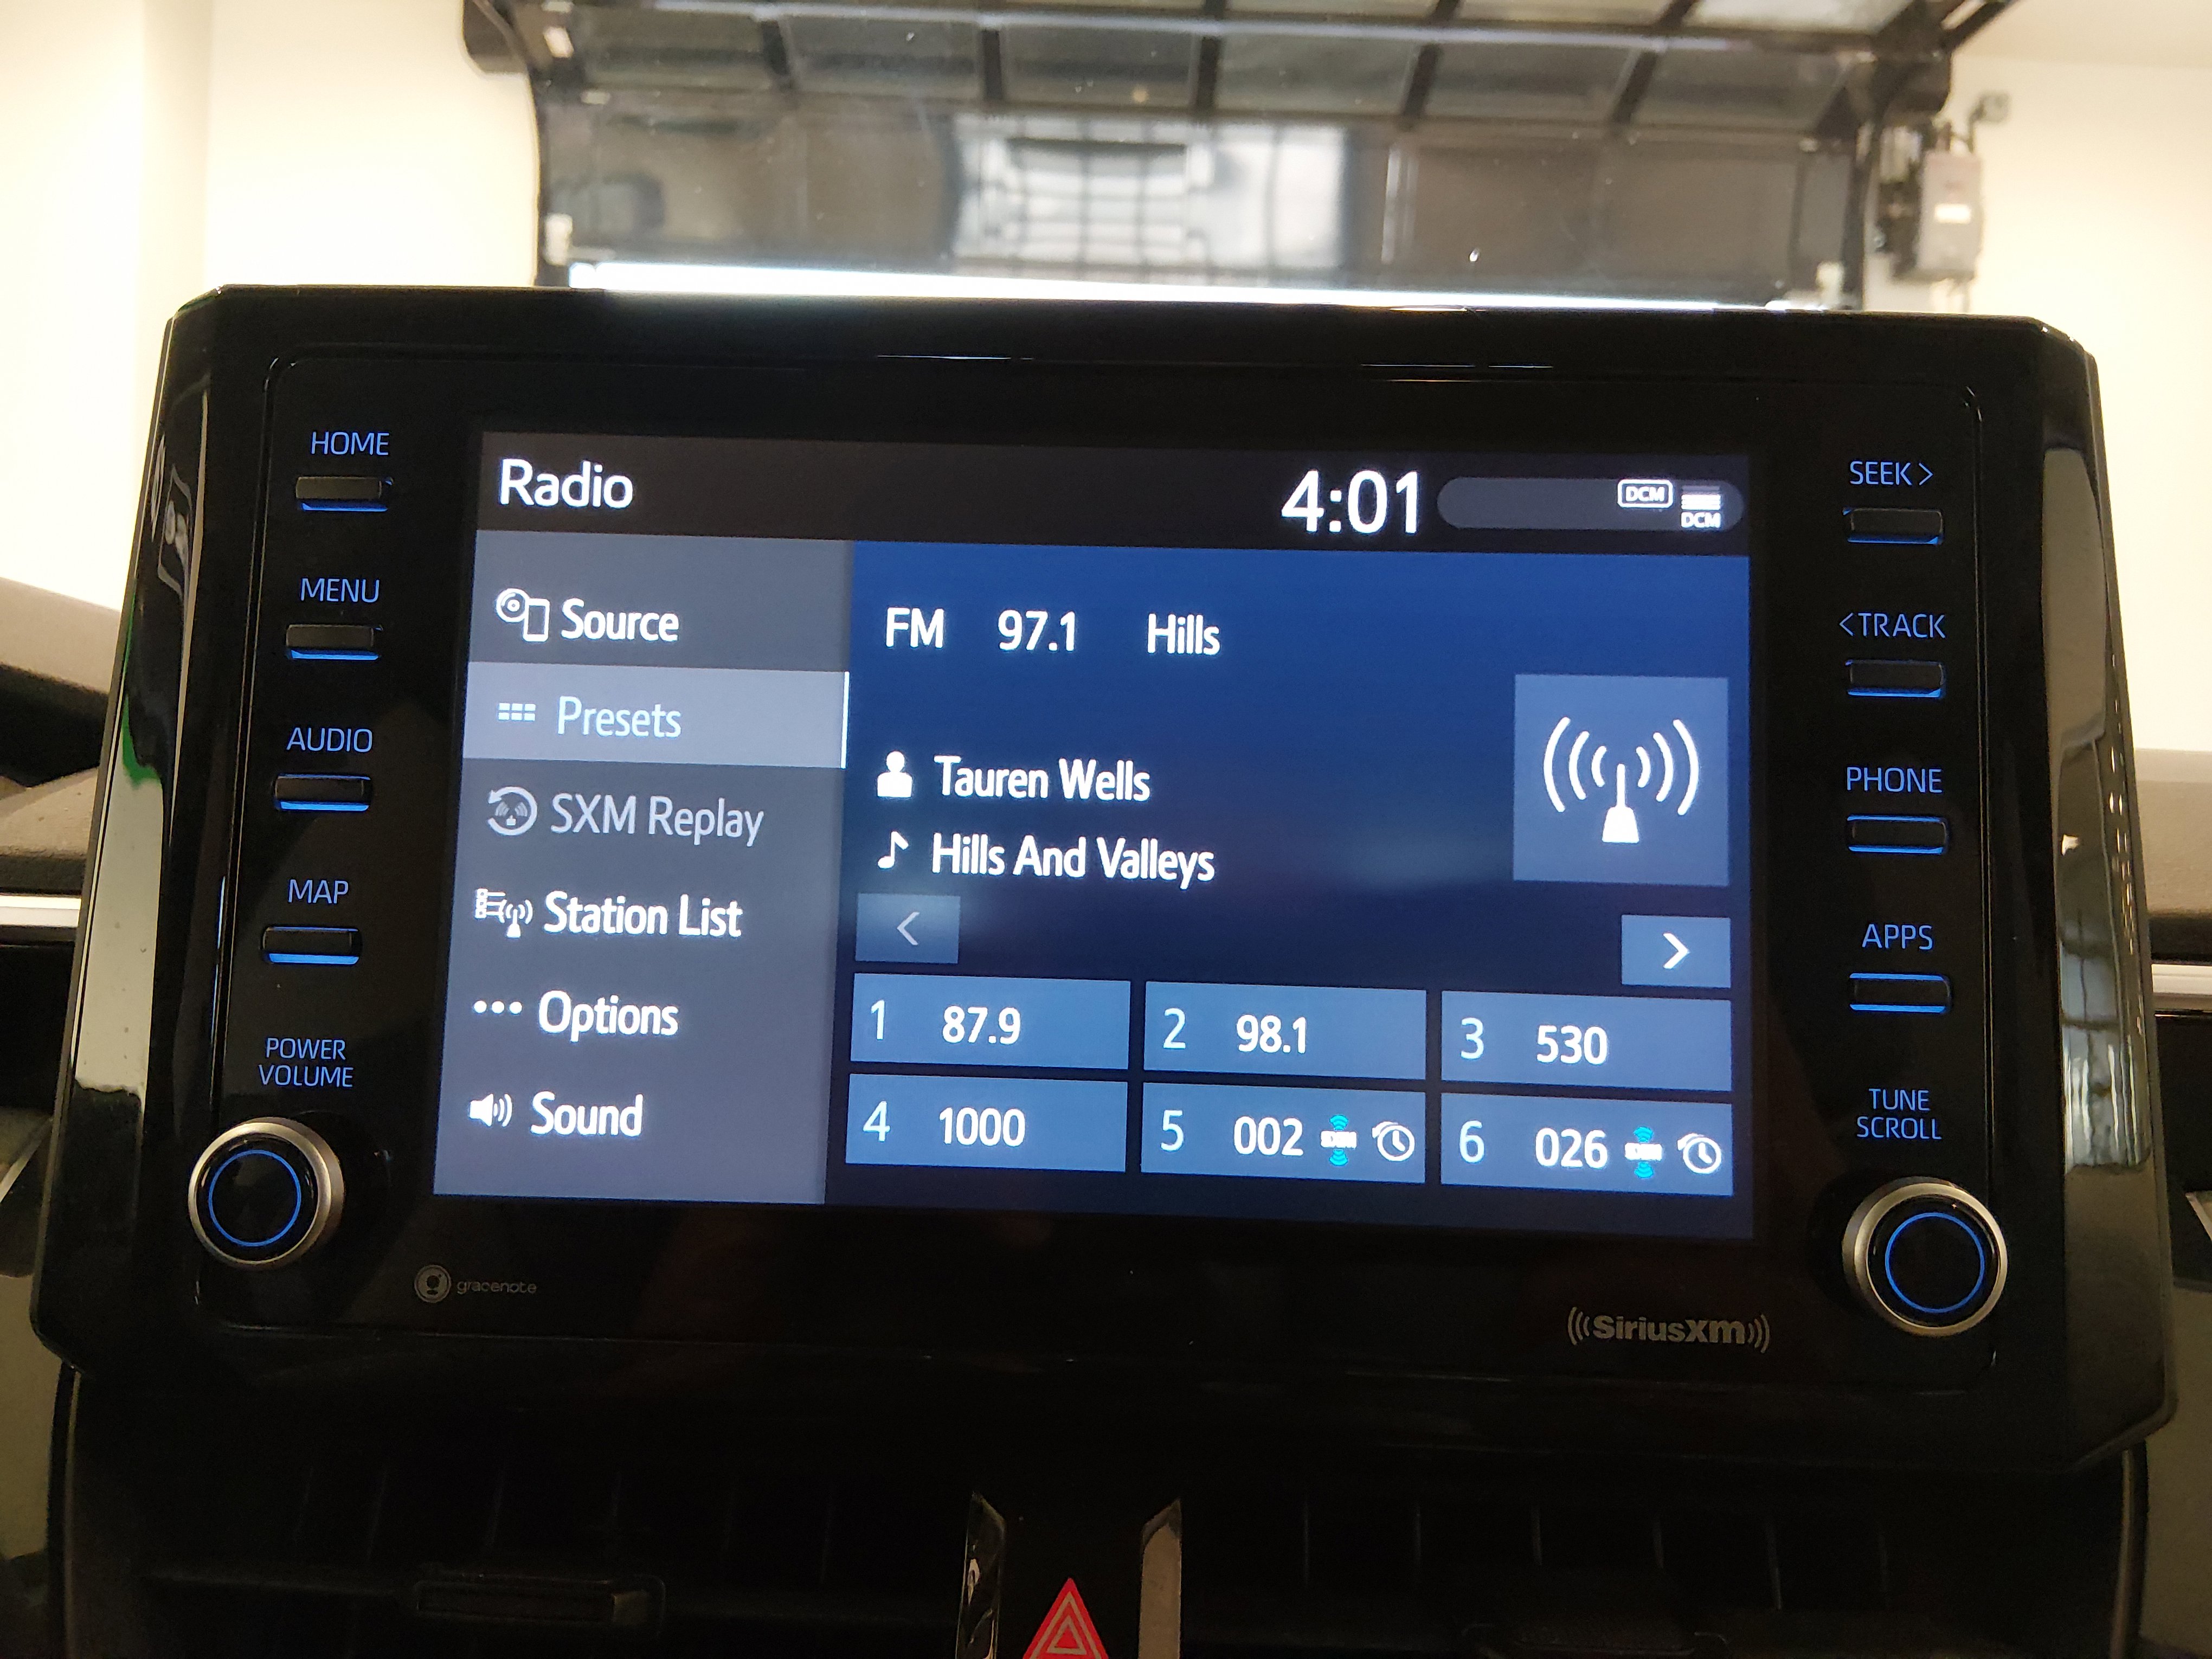 HOME
MENU
AUDIO
MAP
POWER
VOLUME
Radio
4:01
DCM
DCM
Source
Presets
SXM Replay
Station List
Options
Sound
FM 97.1 Hills
Tauren Wells
Hills And Valleys
< >
1 87.9
2 98.1
3 530
4 1000
5 002 SXM
6 026 SXM
SEEK >
< TRACK
PHONE
APPS
TUNE
SCROLL
gracenote
((SiriusXM))